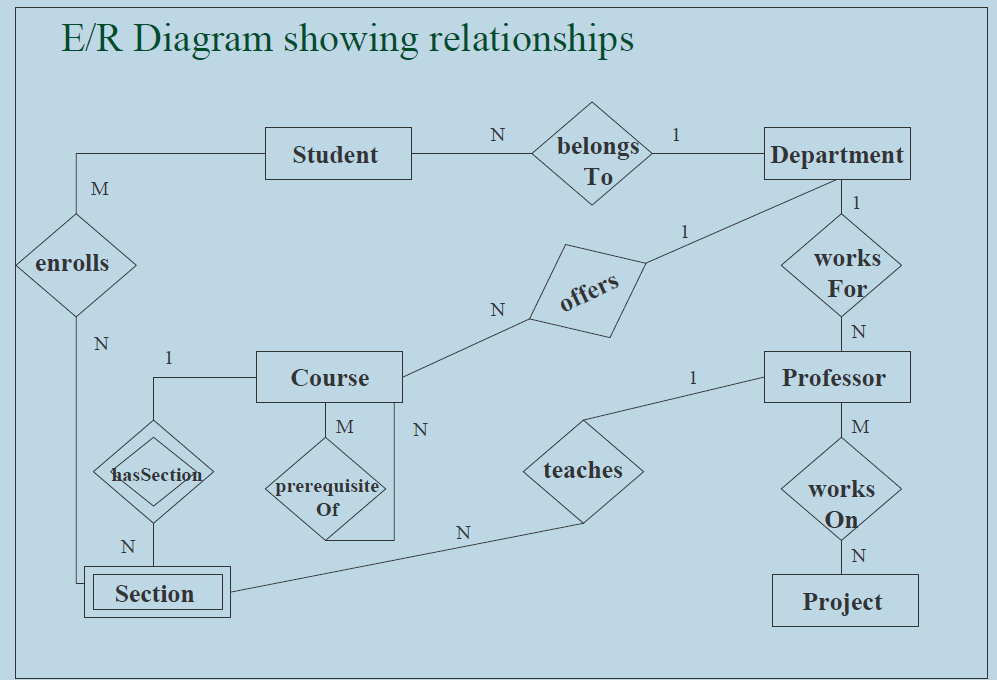 E/R Diagram showing relationships
N
1
Student
belongs
To
Department
M
1
1
enrolls
offers
works
For
N
N
N
1
Course
1
Professor
M
N
M
hasSection
prerequisite
Of
teaches
works
On
N
N
N
Section
Project